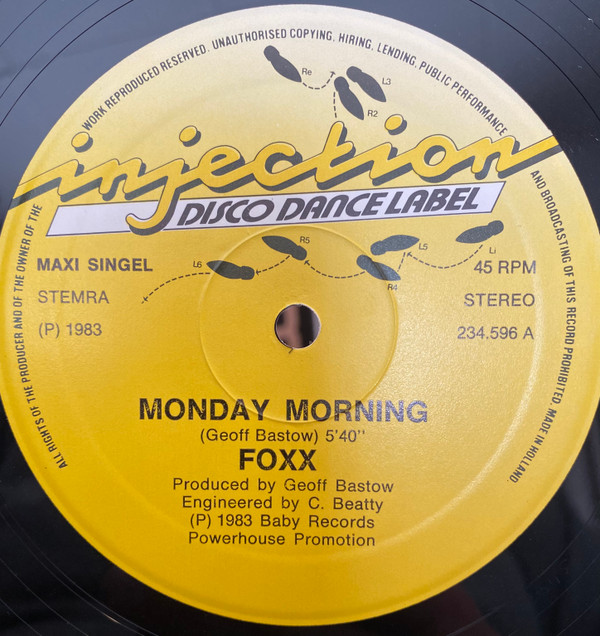 ALL RIGHTS OF THE PRODUCER AND OF THE OWNER OF THE WORK REPRODUCED RESERVED. UNAUTHORISED COPYING, HIRING, LENDING, PUBLIC PERFORMANCE AND BROADCASTING OF THIS RECORD PROHIBITED. MADE IN HOLLAND.
Re
L3
R2
injection
DISCO DANCE LABEL
L6
R5
L5
Li
R4
MAXI SINGEL
45 RPM
STEMRA
STEREO
(P) 1983
234.596 A
MONDAY MORNING
(Geoff Bastow) 5'40"
FOXX
Produced by Geoff Bastow
Engineered by C. Beatty
(P) 1983 Baby Records
Powerhouse Promotion